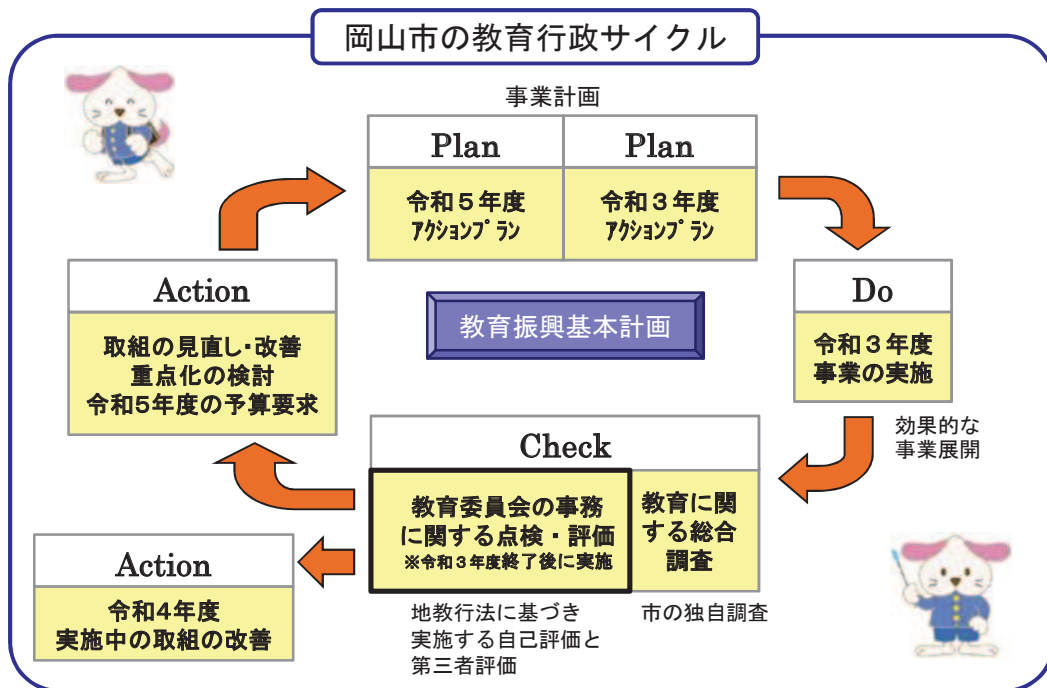 岡山市の教育行政サイクル
事業計画
Plan
令和５年度
ｱｸｼｮﾝﾌﾟﾗﾝ
Plan
令和３年度
ｱｸｼｮﾝﾌﾟﾗﾝ
Do
令和３年度
事業の実施
効果的な
事業展開
教育振興基本計画
Action
取組の見直し・改善
重点化の検討
令和5年度の予算要求
Check
教育委員会の事務
に関する点検・評価
※令和３年度終了後に実施
教育に関
する総合
調査
地教行法に基づき
実施する自己評価と
第三者評価
市の独自調査
Action
令和4年度
実施中の取組の改善